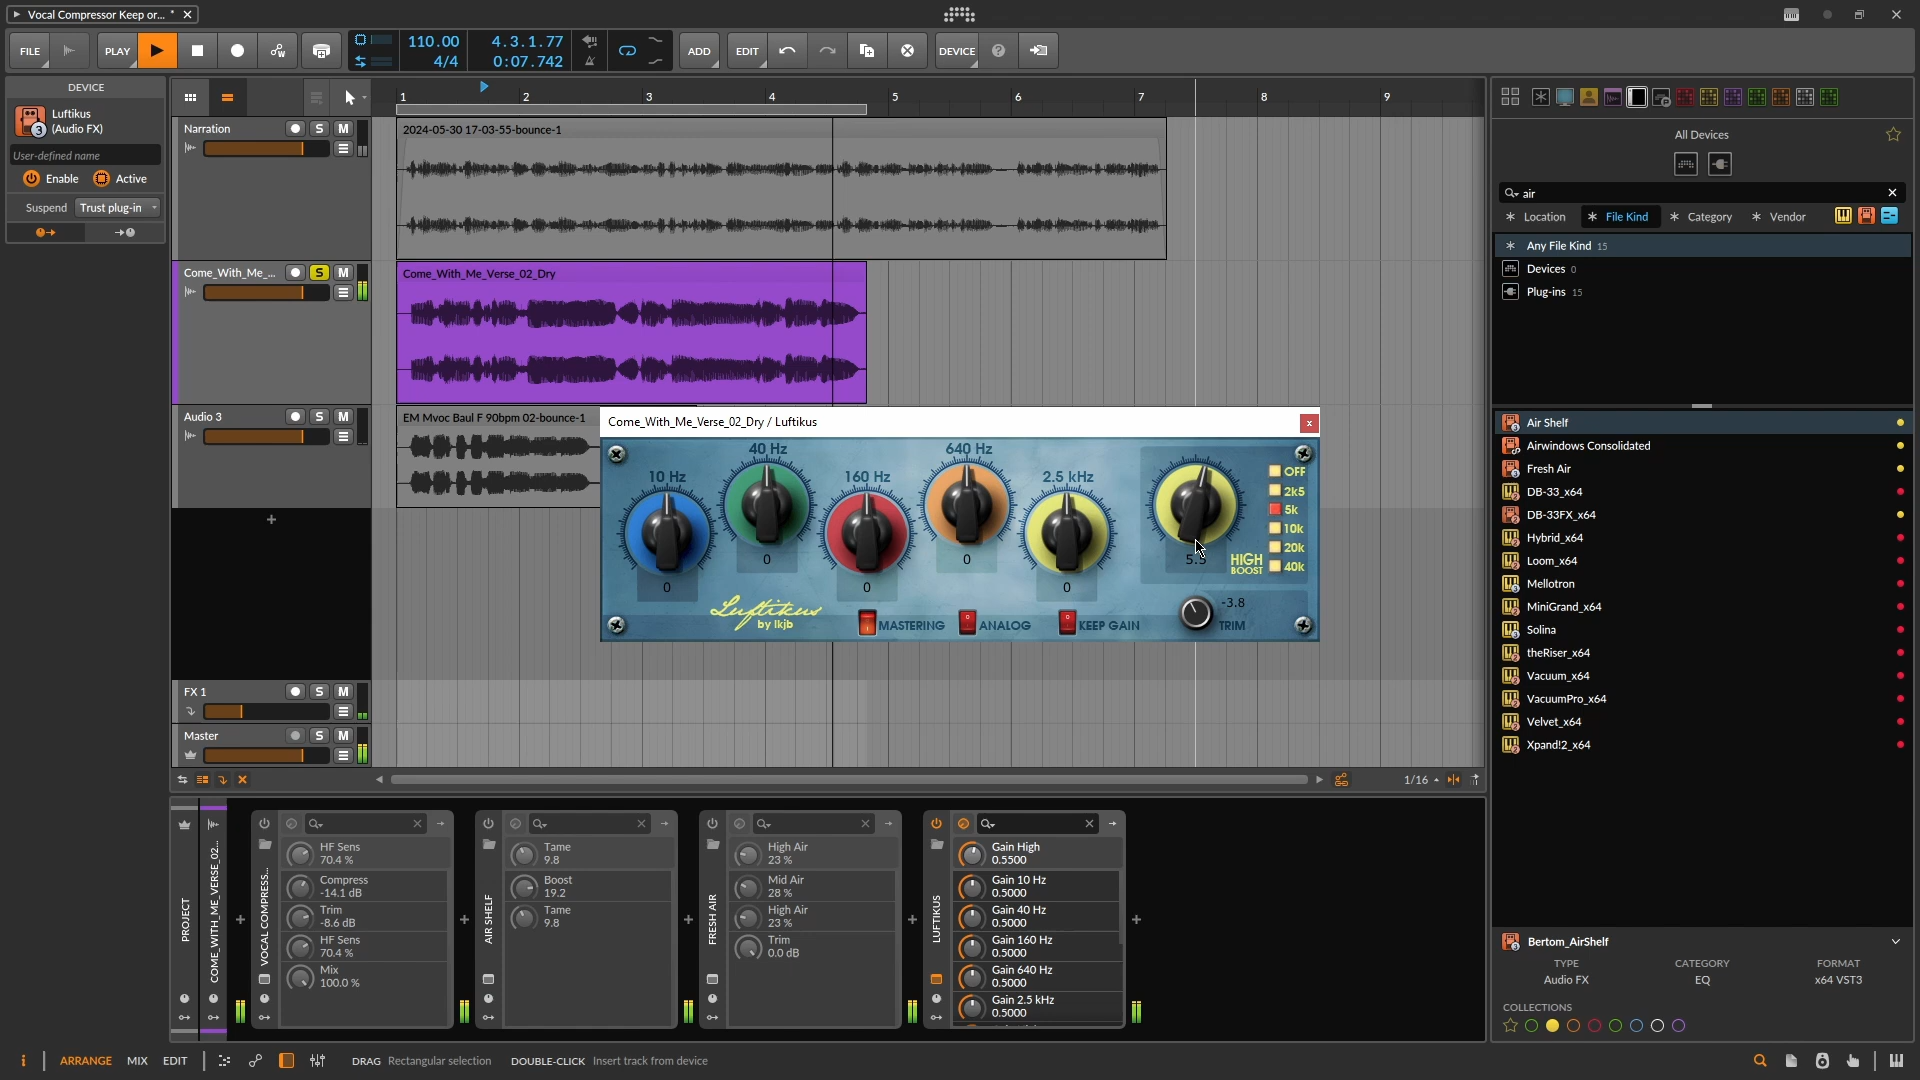 Vocal Compressor Keep or... *
FILE
PLAY
110.00
4/4
4.3.1.77
0:07.742
ADD
EDIT
DEVICE
DEVICE
Luftikus
(Audio FX)
User-defined name
Enable
Active
Suspend
Trust plug-in
1 2 3 4 5 6 7 8 9
Narration
S M
2024-05-30 17-03-55-bounce-1
Come_With_Me_...
S M
Come_With_Me_Verse_02_Dry
Audio 3
S M
EM Mvoc Baul F 90bpm 02-bounce-1
Come_With_Me_Verse_02_Dry / Luftikus
10 Hz
40 Hz
160 Hz
640 Hz
2.5 kHz
0
0
0
0
0
5.5
HIGH
BOOST
OFF
2k5
5k
10k
20k
40k
Luftikus
by lkjb
MASTERING
ANALOG
KEEP GAIN
-3.8
TRIM
+
FX 1
S M
Master
S M
1/16
All Devices
air
Location
File Kind
Category
Vendor
Any File Kind 15
Devices 0
Plug-ins 15
Air Shelf
Airwindows Consolidated
Fresh Air
DB-33_x64
DB-33FX_x64
Hybrid_x64
Loom_x64
Mellotron
MiniGrand_x64
Solina
theRiser_x64
Vacuum_x64
VacuumPro_x64
Velvet_x64
Xpand!2_x64
Bertom_AirShelf
TYPE
Audio FX
CATEGORY
EQ
FORMAT
x64 VST3
COLLECTIONS
PROJECT
COME_WITH_ME_VERSE_02...
VOCAL COMPRESS...
HF Sens
70.4 %
Compress
-14.1 dB
Trim
-8.6 dB
HF Sens
70.4 %
Mix
100.0 %
AIR SHELF
Tame
9.8
Boost
19.2
Tame
9.8
FRESH AIR
High Air
23 %
Mid Air
28 %
High Air
23 %
Trim
0.0 dB
LUFTIKUS
Gain High
0.5500
Gain 10 Hz
0.5000
Gain 40 Hz
0.5000
Gain 160 Hz
0.5000
Gain 640 Hz
0.5000
Gain 2.5 kHz
0.5000
ARRANGE
MIX
EDIT
DRAG Rectangular selection
DOUBLE-CLICK Insert track from device